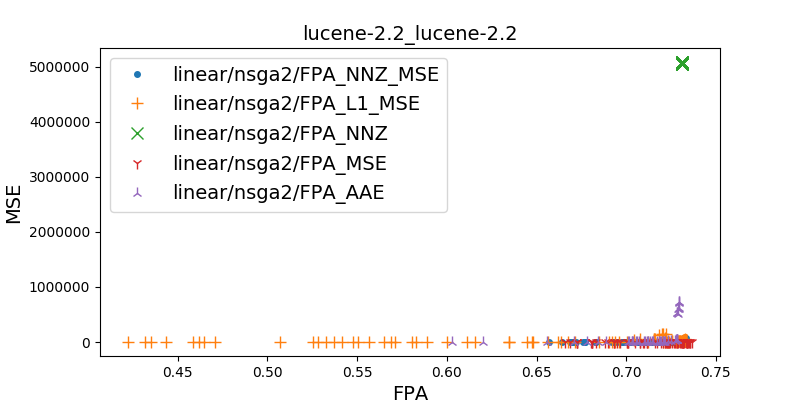 lucene-2.2_lucene-2.2
5000000
4000000
3000000
2000000
1000000
0
MSE
linear/nsga2/FPA_NNZ_MSE
linear/nsga2/FPA_L1_MSE
linear/nsga2/FPA_NNZ
linear/nsga2/FPA_MSE
linear/nsga2/FPA_AAE
0.45 0.50 0.55 0.60 0.65 0.70 0.75
FPA